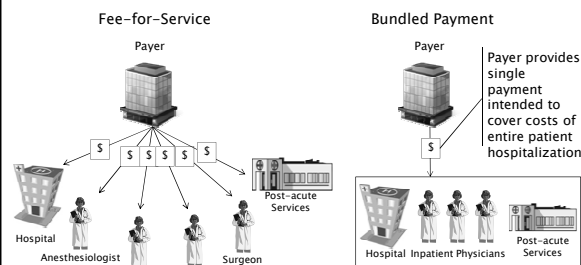 Fee-for-Service
Bundled Payment
Payer
Payer
Payer provides
single
payment
intended to
cover costs of
entire patient
hospitalization
$
$ $ $ $
$
$
Post-acute
Services
Hospital
Anesthesiologist
Surgeon
Hospital Inpatient Physicians
Post-acute
Services